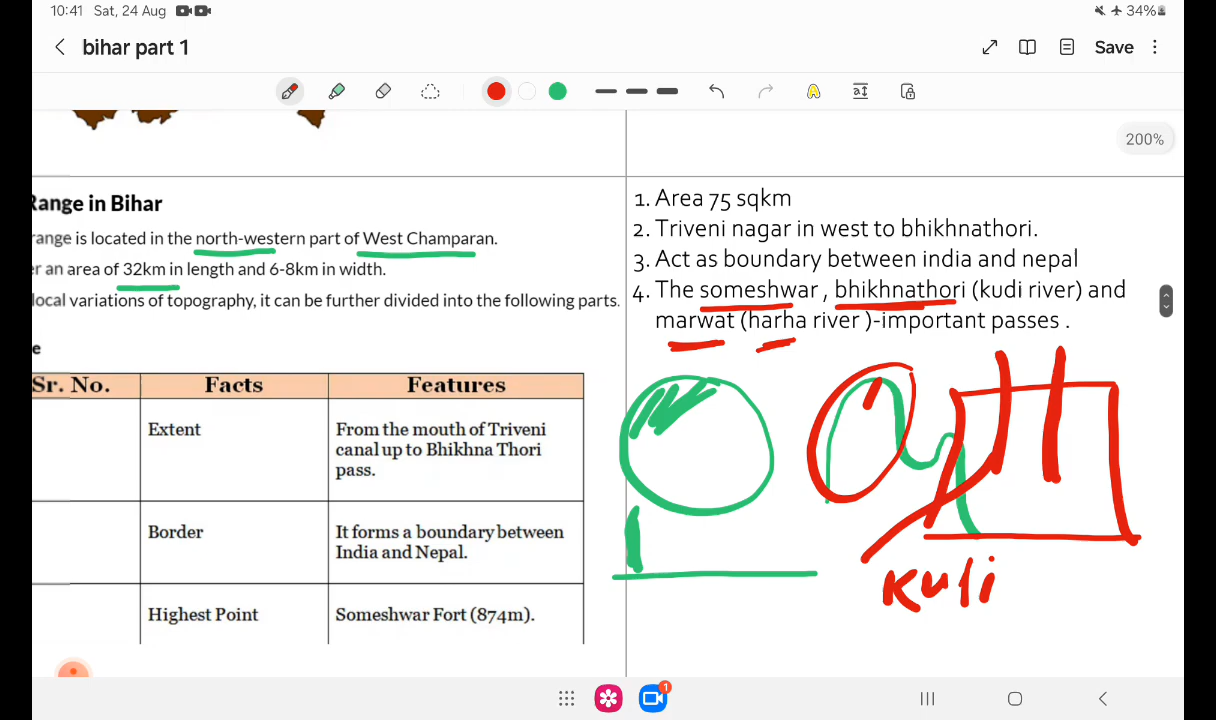 10:41 Sat, 24 Aug
34%
bihar part 1
Save
200%
Range in Bihar
range is located in the north-western part of West Champaran.
er an area of 32km in length and 6-8km in width.
local variations of topography, it can be further divided into the following parts.
e
Sr. No. Facts Features
Extent From the mouth of Triveni
canal up to Bhikhna Thori
pass.
Border It forms a boundary between
India and Nepal.
Highest Point Someshwar Fort (874m).
1. Area 75 sqkm
2. Triveni nagar in west to bhikhnathori.
3. Act as boundary between india and nepal
4. The someshwar , bhikhnathori (kudi river) and
marwat (harha river )-important passes .
Kuli
1